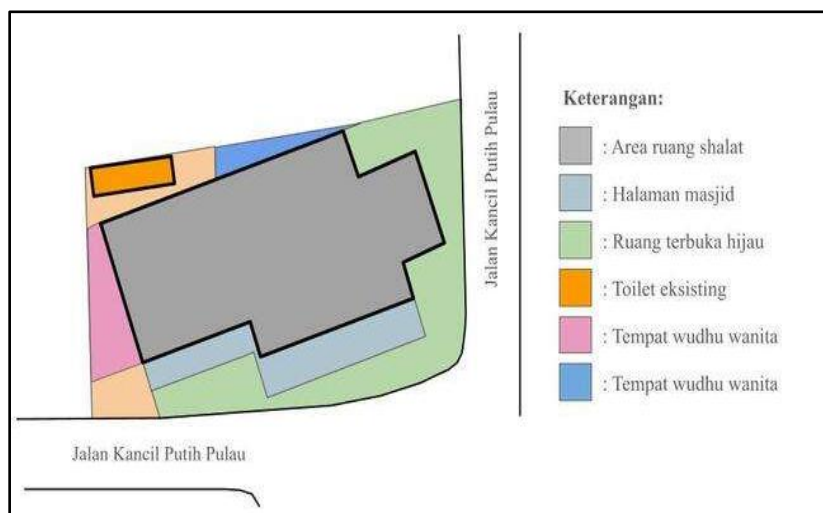 Jalan Kancil Putih Pulau
Keterangan:
: Area ruang shalat
: Halaman masjid
: Ruang terbuka hijau
: Toilet eksisting
: Tempat wudhu wanita
: Tempat wudhu wanita
Jalan Kancil Putih Pulau